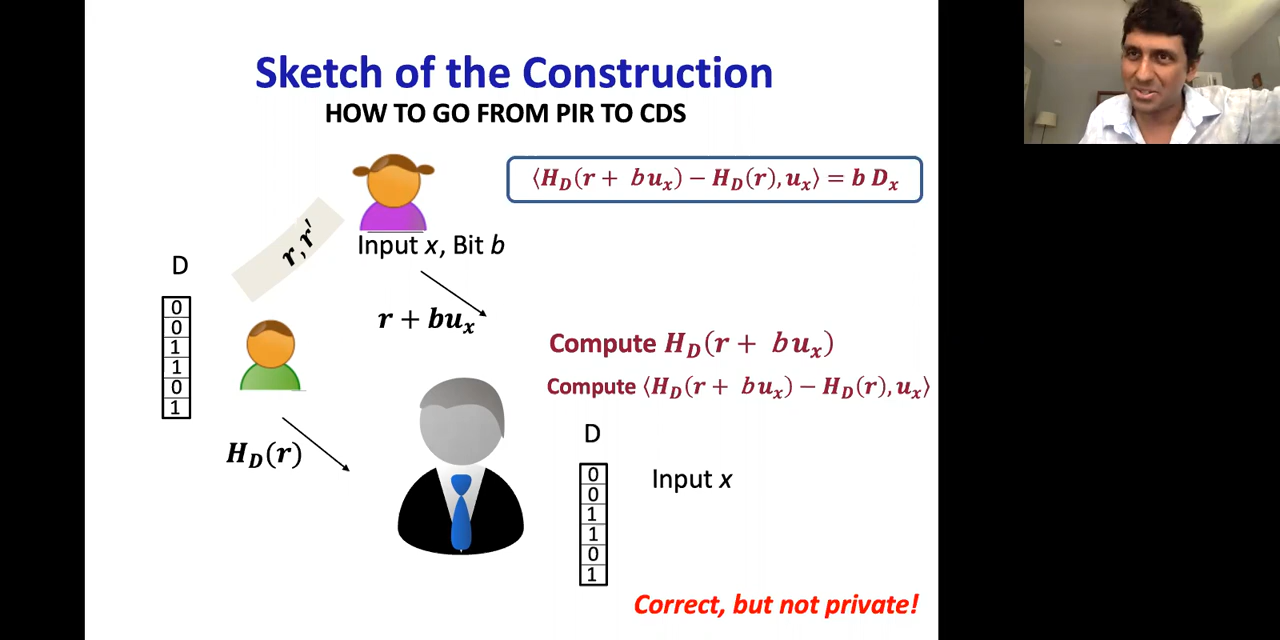 Sketch of the Construction
HOW TO GO FROM PIR TO CDS
⟨H_D(r + bu_x) − H_D(r), u_x⟩ = b D_x
r, r′
Input x, Bit b
D
0
0
1
1
0
1
r + bu_x
Compute H_D(r + bu_x)
Compute ⟨H_D(r + bu_x) − H_D(r), u_x⟩
H_D(r)
D
0
0
1
1
0
1
Input x
Correct, but not private!